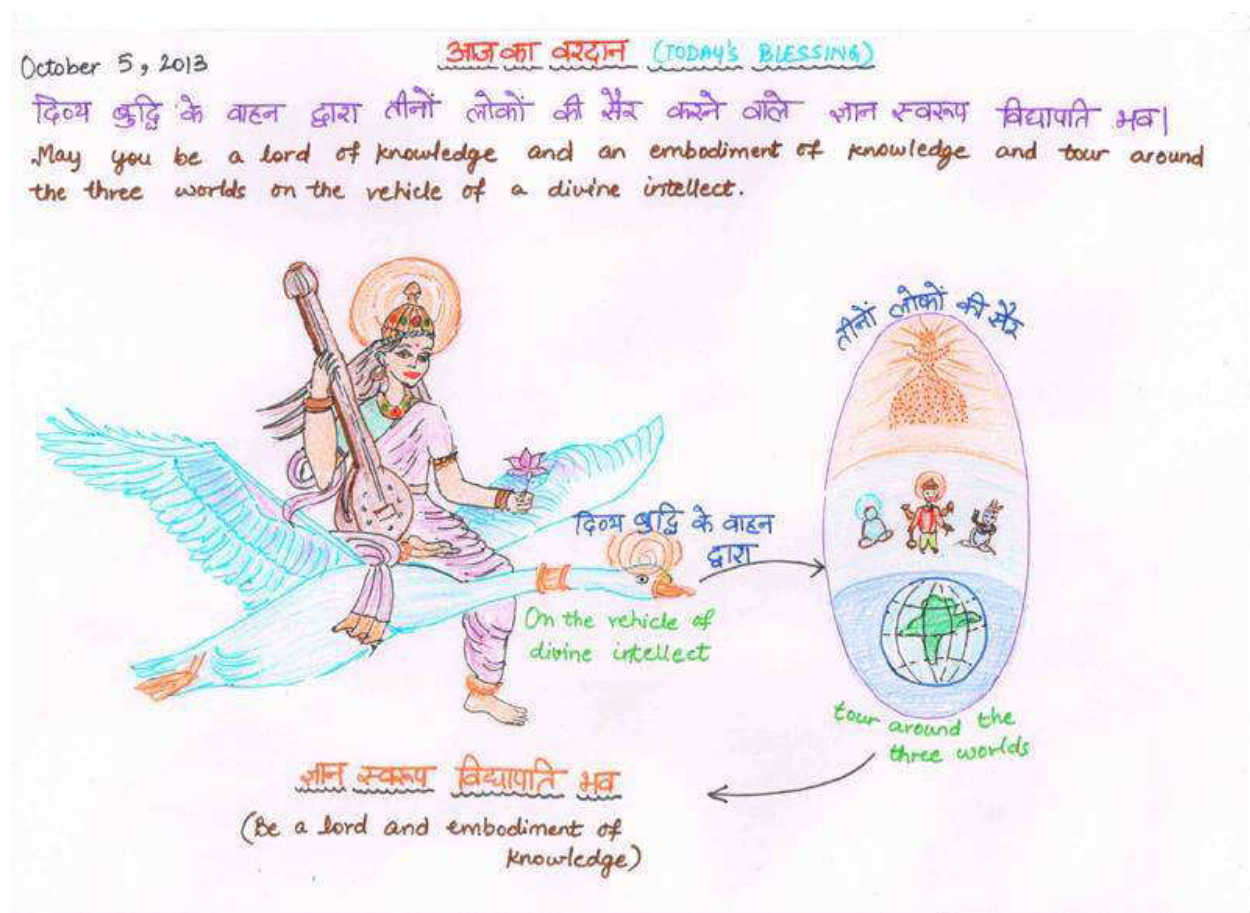 October 5, 2013
आज का वरदान (TODAY'S BLESSING)
दिव्य बुद्धि के वाहन द्वारा तीनों लोकों की सैर करने वाले ज्ञान स्वरूप विद्यापति भव।
May you be a lord of knowledge and an embodiment of knowledge and tour around
the three worlds on the vehicle of a divine intellect.
तीनों लोकों की सैर
दिव्य बुद्धि के वाहन
द्वारा
On the vehicle of
divine intellect
tour around the
three worlds
ज्ञान स्वरूप विद्यापति भव
(Be a lord and embodiment of
knowledge)